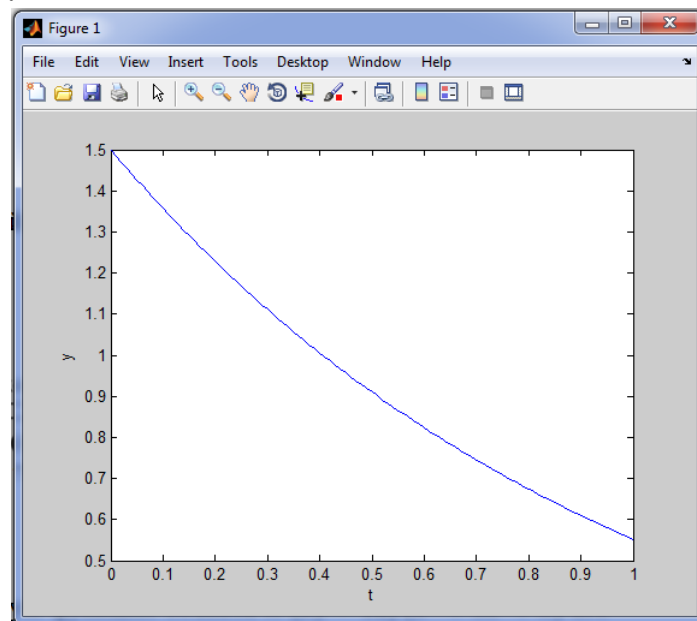 Figure 1
File Edit View Insert Tools Desktop Window Help
1.5
1.4
1.3
1.2
1.1
1
0.9
0.8
0.7
0.6
0.5
y
0 0.1 0.2 0.3 0.4 0.5 0.6 0.7 0.8 0.9 1
t